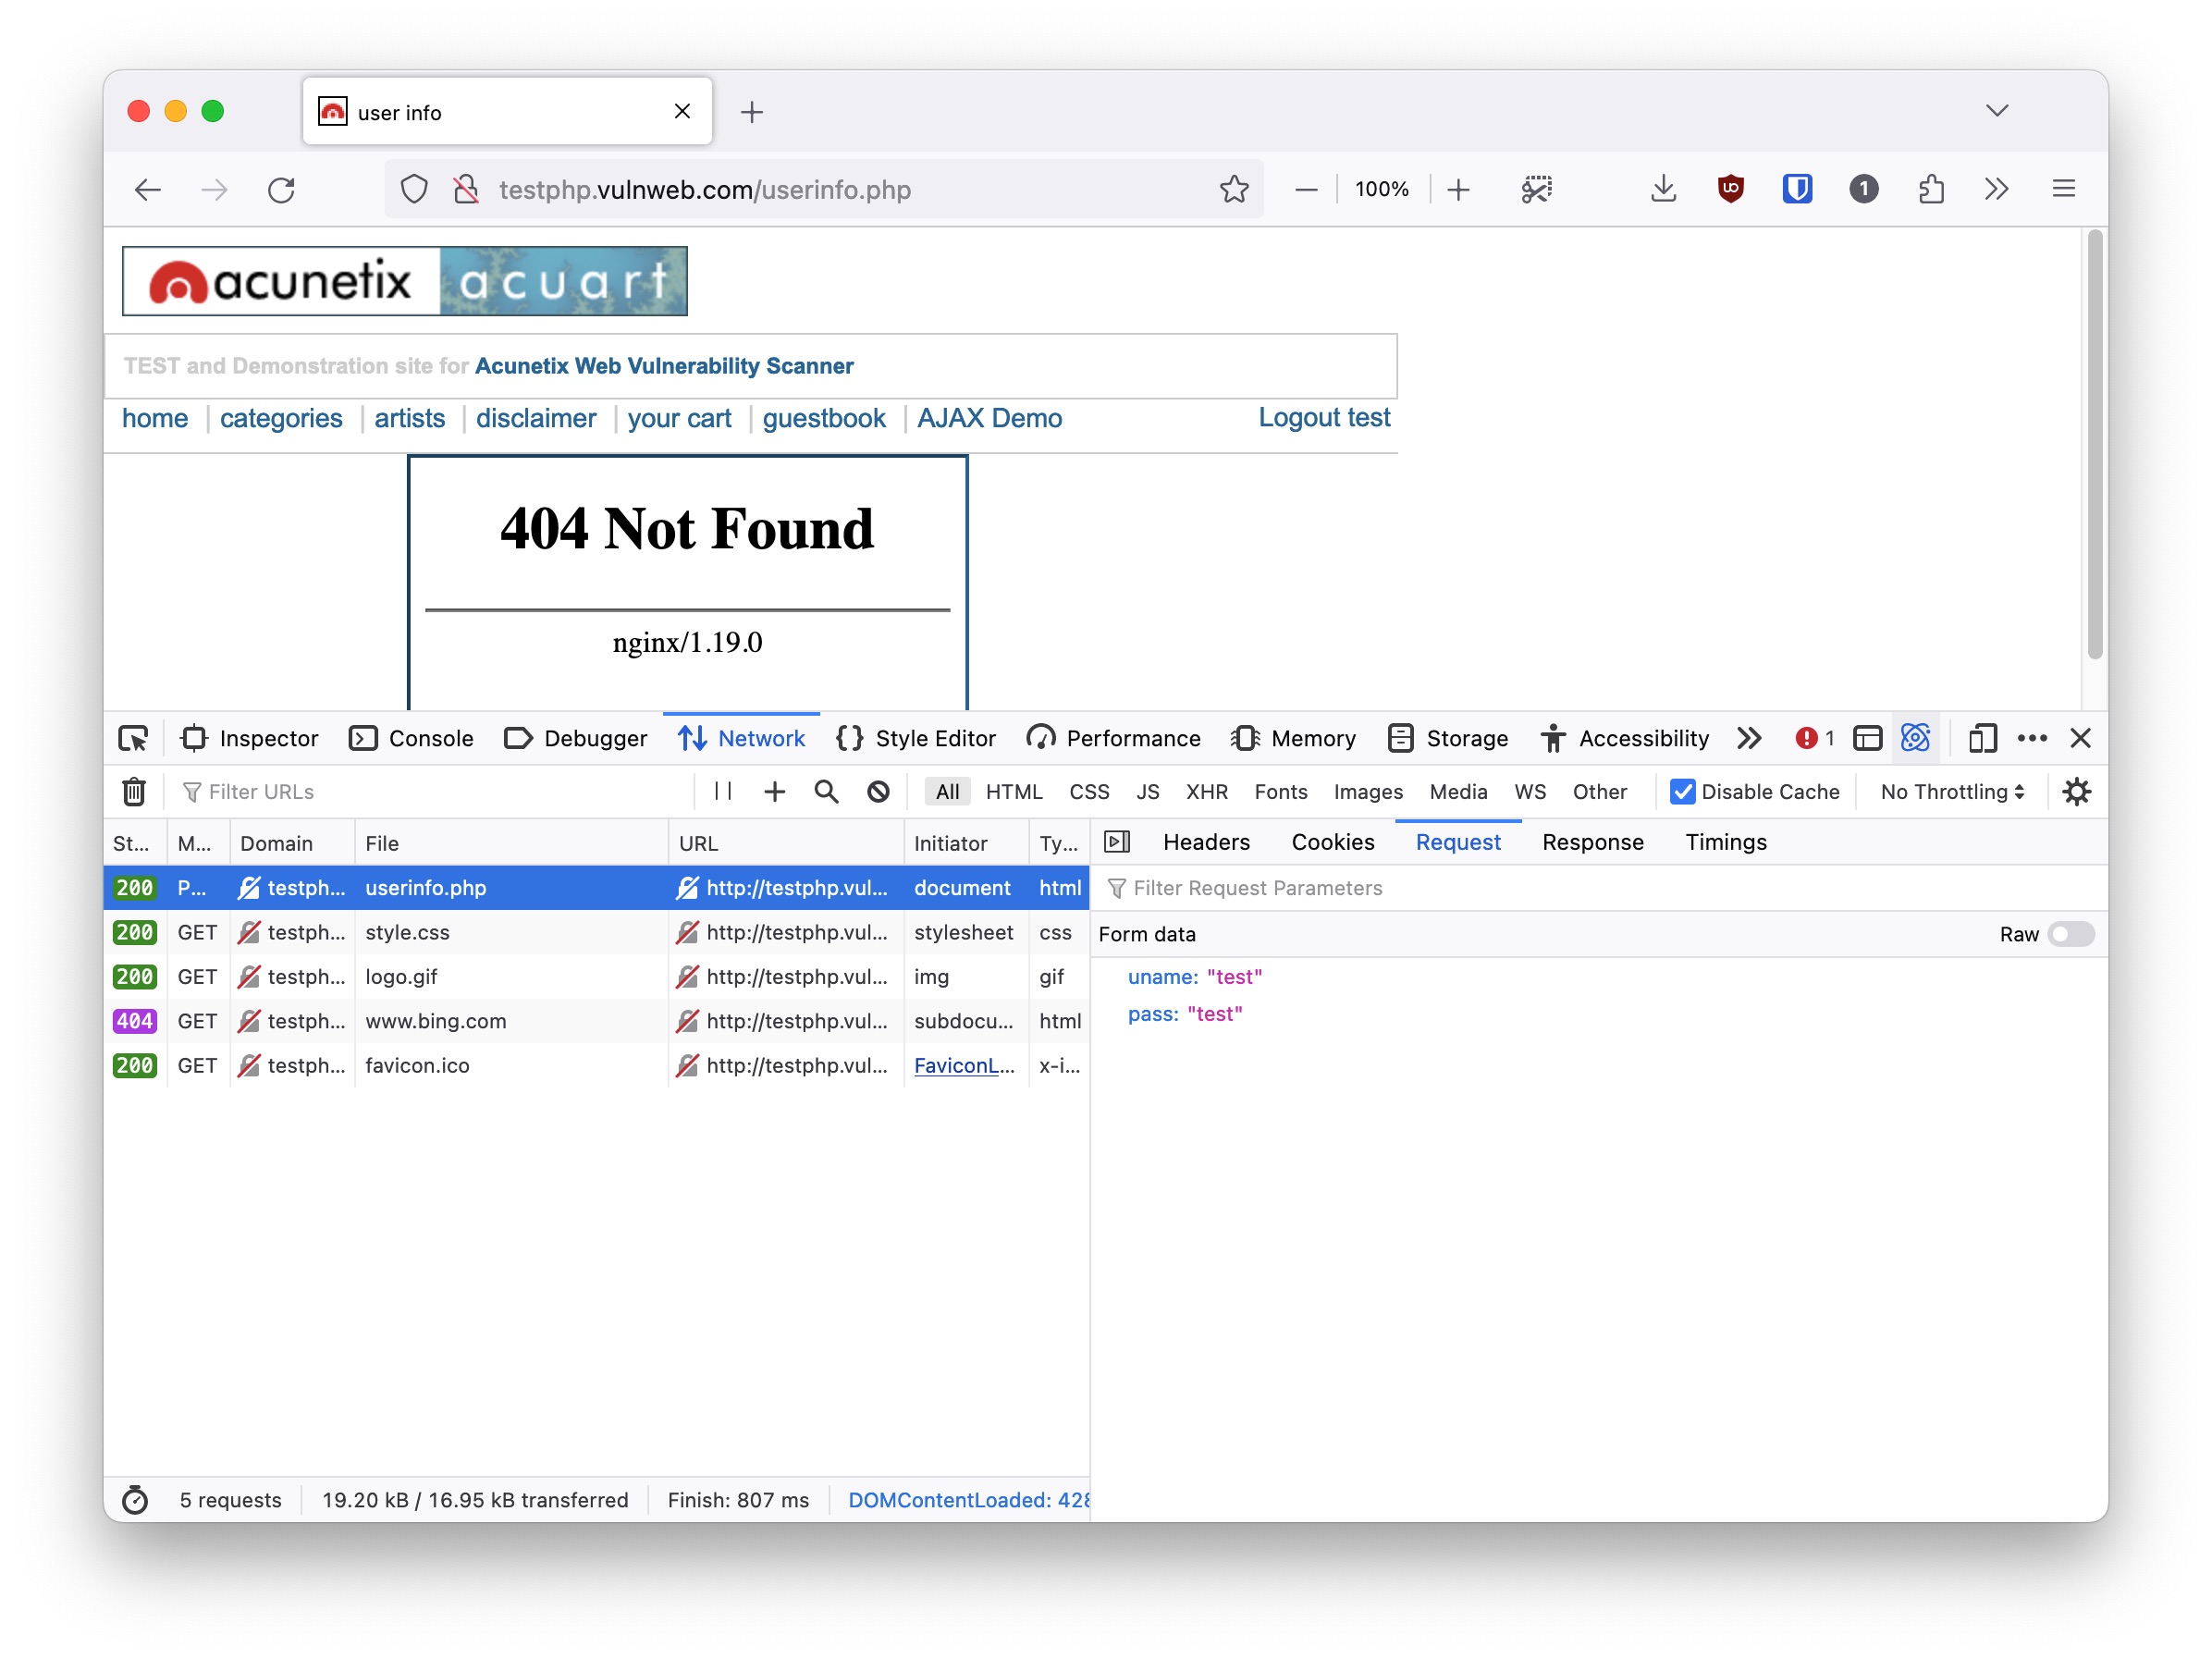 user info
testphp.vulnweb.com/userinfo.php
100%
1
acunetix acuart
TEST and Demonstration site for Acunetix Web Vulnerability Scanner
home categories artists disclaimer your cart guestbook AJAX Demo Logout test
404 Not Found
nginx/1.19.0
Inspector Console Debugger Network Style Editor Performance Memory Storage Accessibility 1
Filter URLs All HTML CSS JS XHR Fonts Images Media WS Other Disable Cache No Throttling
St... M... Domain File URL Initiator Ty... Headers Cookies Request Response Timings
200 P... testph... userinfo.php http://testphp.vul... document html Filter Request Parameters
200 GET testph... style.css http://testphp.vul... stylesheet css Form data Raw
200 GET testph... logo.gif http://testphp.vul... img gif uname: "test"
404 GET testph... www.bing.com http://testphp.vul... subdocu... html pass: "test"
200 GET testph... favicon.ico http://testphp.vul... FaviconL... x-i...
5 requests 19.20 kB / 16.95 kB transferred Finish: 807 ms DOMContentLoaded: 428